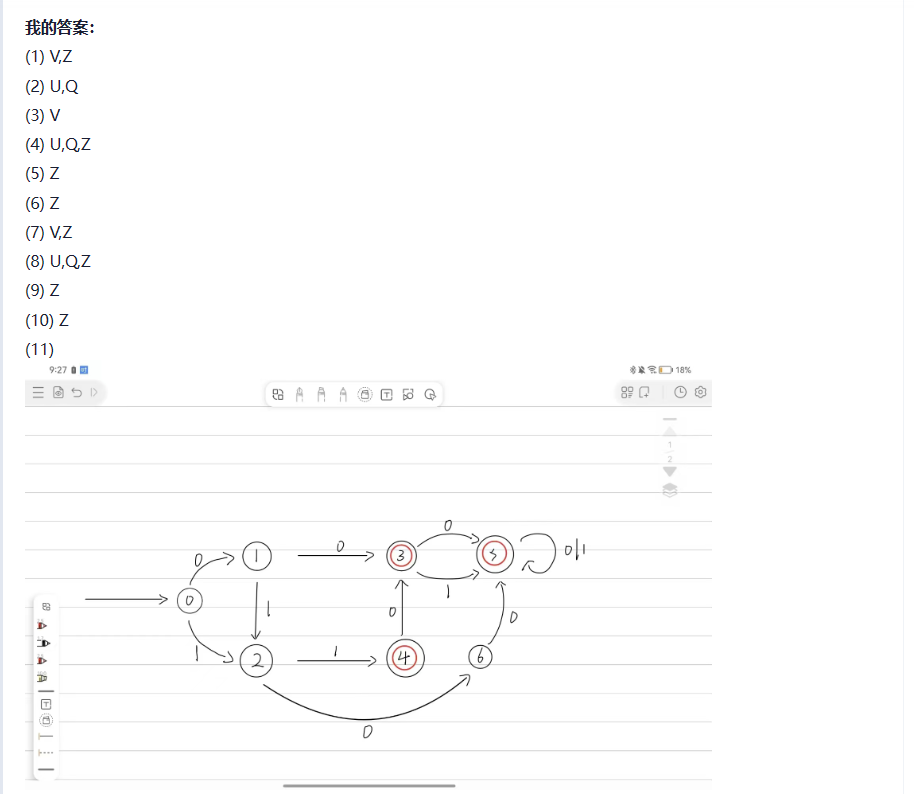 我的答案：
(1) V,Z
(2) U,Q
(3) V
(4) U,Q,Z
(5) Z
(6) Z
(7) V,Z
(8) U,Q,Z
(9) Z
(10) Z
(11)
9:27 18%
1
2
0
0 1 0 3 5 0|1
0 1 0 0
1 2 1 4 6
0